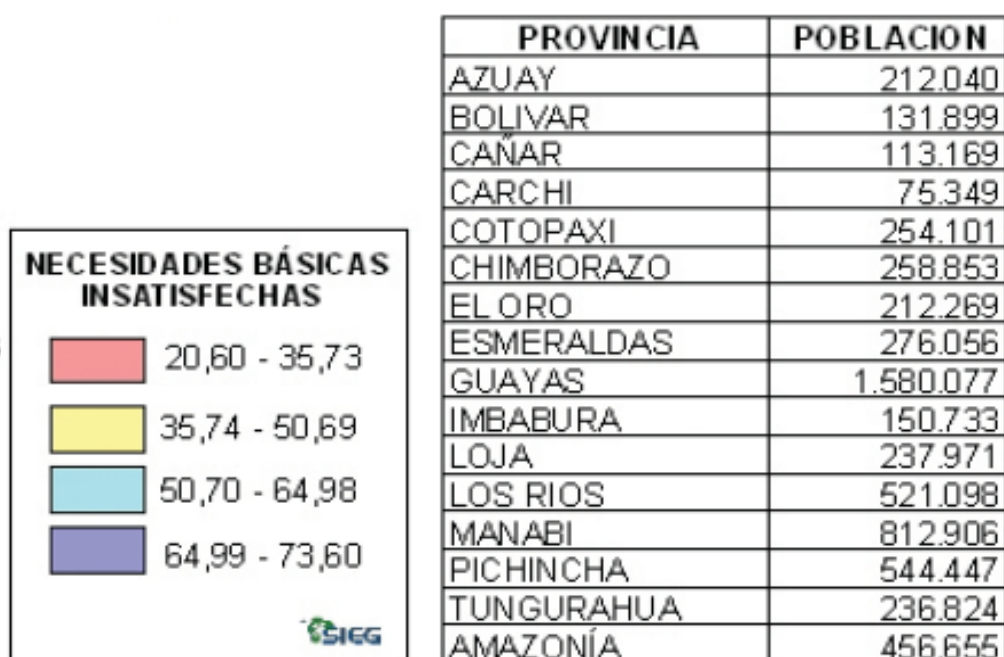 NECESIDADES BÁSICAS
INSATISFECHAS
20,60 - 35,73
35,74 - 50,69
50,70 - 64,98
64,99 - 73,60
SIEG
PROVINCIA POBLACION
AZUAY 212.040
BOLIVAR 131.899
CAÑAR 113.169
CARCHI 75.349
COTOPAXI 254.101
CHIMBORAZO 258.853
EL ORO 212.269
ESMERALDAS 276.056
GUAYAS 1.580.077
IMBABURA 150.733
LOJA 237.971
LOS RIOS 521.098
MANABI 812.906
PICHINCHA 544.447
TUNGURAHUA 236.824
AMAZONÍA 456.655